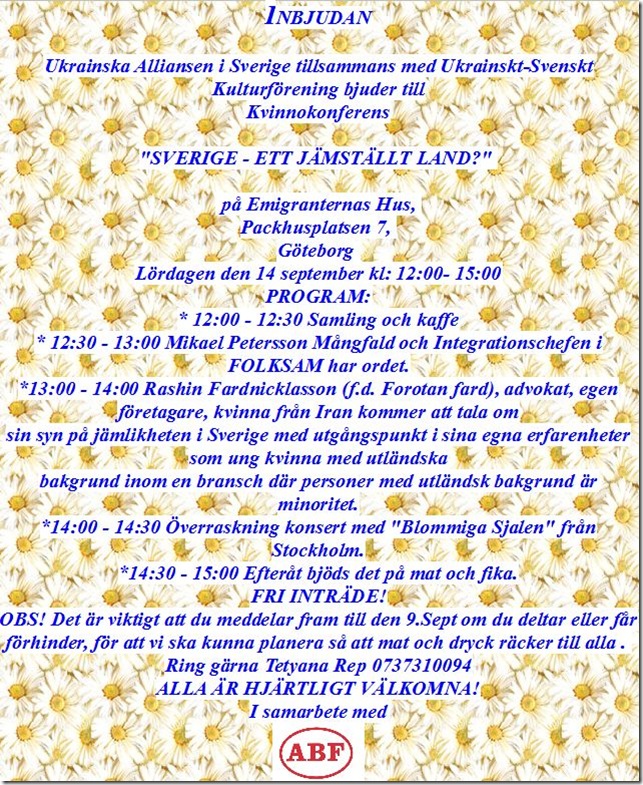 INBJUDAN
Ukrainska Alliansen i Sverige tillsammans med Ukrainskt-Svenskt
Kulturförening bjuder till
Kvinnokonferens
"SVERIGE - ETT JÄMSTÄLLT LAND?"
på Emigranternas Hus,
Packhusplatsen 7,
Göteborg
Lördagen den 14 september kl: 12:00- 15:00
PROGRAM:
* 12:00 - 12:30 Samling och kaffe
* 12:30 - 13:00 Mikael Petersson Mångfald och Integrationschefen i
FOLKSAM har ordet.
*13:00 - 14:00 Rashin Fardnicklasson (f.d. Forotan fard), advokat, egen
företagare, kvinna från Iran kommer att tala om
sin syn på jämlikheten i Sverige med utgångspunkt i sina egna erfarenheter
som ung kvinna med utländska
bakgrund inom en bransch där personer med utländsk bakgrund är
minoritet.
*14:00 - 14:30 Överraskning konsert med "Blommiga Sjalen" från
Stockholm.
*14:30 - 15:00 Efteråt bjöds det på mat och fika.
FRI INTRÄDE!
OBS! Det är viktigt att du meddelar fram till den 9.Sept om du deltar eller får
förhinder, för att vi ska kunna planera så att mat och dryck räcker till alla .
Ring gärna Tetyana Rep 0737310094
ALLA ÄR HJÄRTLIGT VÄLKOMNA!
I samarbete med
ABF